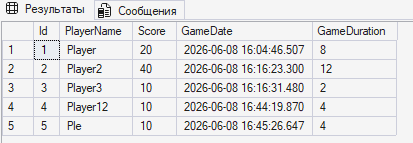 Результаты Сообщения
Id PlayerName Score GameDate GameDuration
1 1 Player 20 2026-06-08 16:04:46.507 8
2 2 Player2 40 2026-06-08 16:16:23.300 12
3 3 Player3 10 2026-06-08 16:16:31.480 2
4 4 Player12 10 2026-06-08 16:44:19.870 4
5 5 Ple 10 2026-06-08 16:45:26.647 4